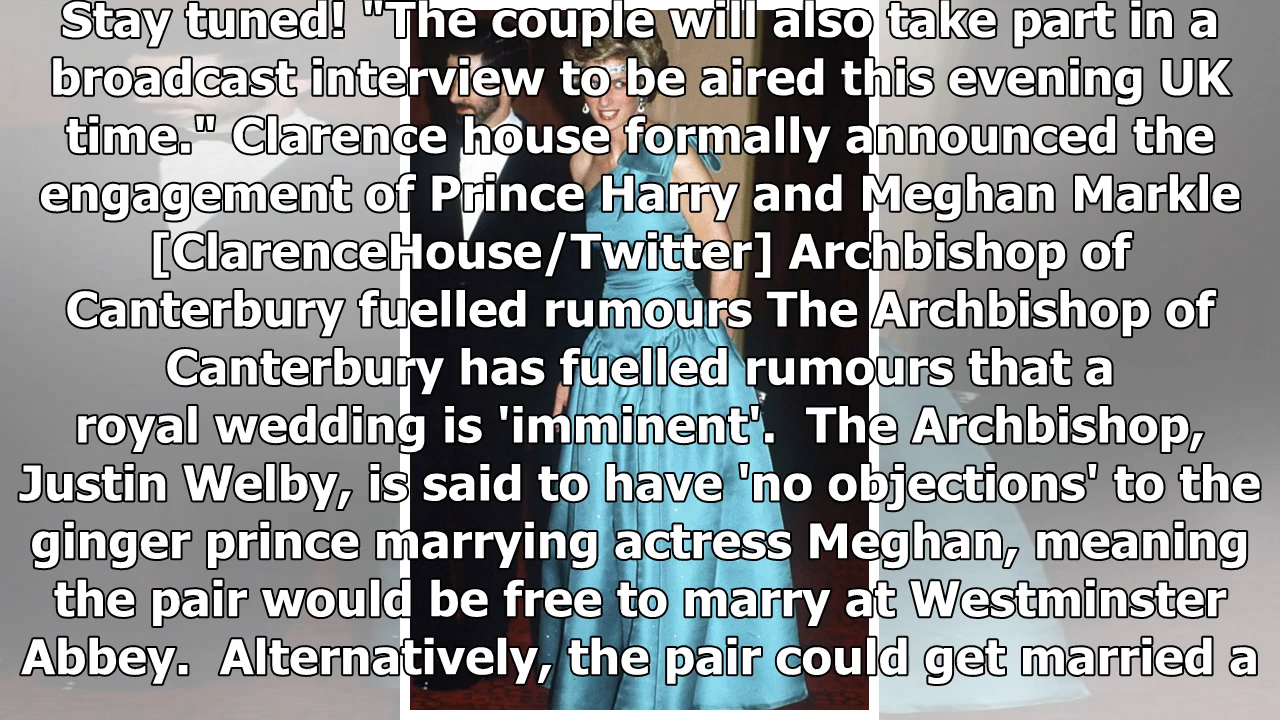 Stay tuned! "The couple will also take part in a
broadcast interview to be aired this evening UK
time." Clarence house formally announced the
engagement of Prince Harry and Meghan Markle
[ClarenceHouse/Twitter] Archbishop of
Canterbury fuelled rumours The Archbishop of
Canterbury has fuelled rumours that a
royal wedding is 'imminent'.  The Archbishop,
Justin Welby, is said to have 'no objections' to the
ginger prince marrying actress Meghan, meaning
the pair would be free to marry at Westminster
Abbey.  Alternatively, the pair could get married a